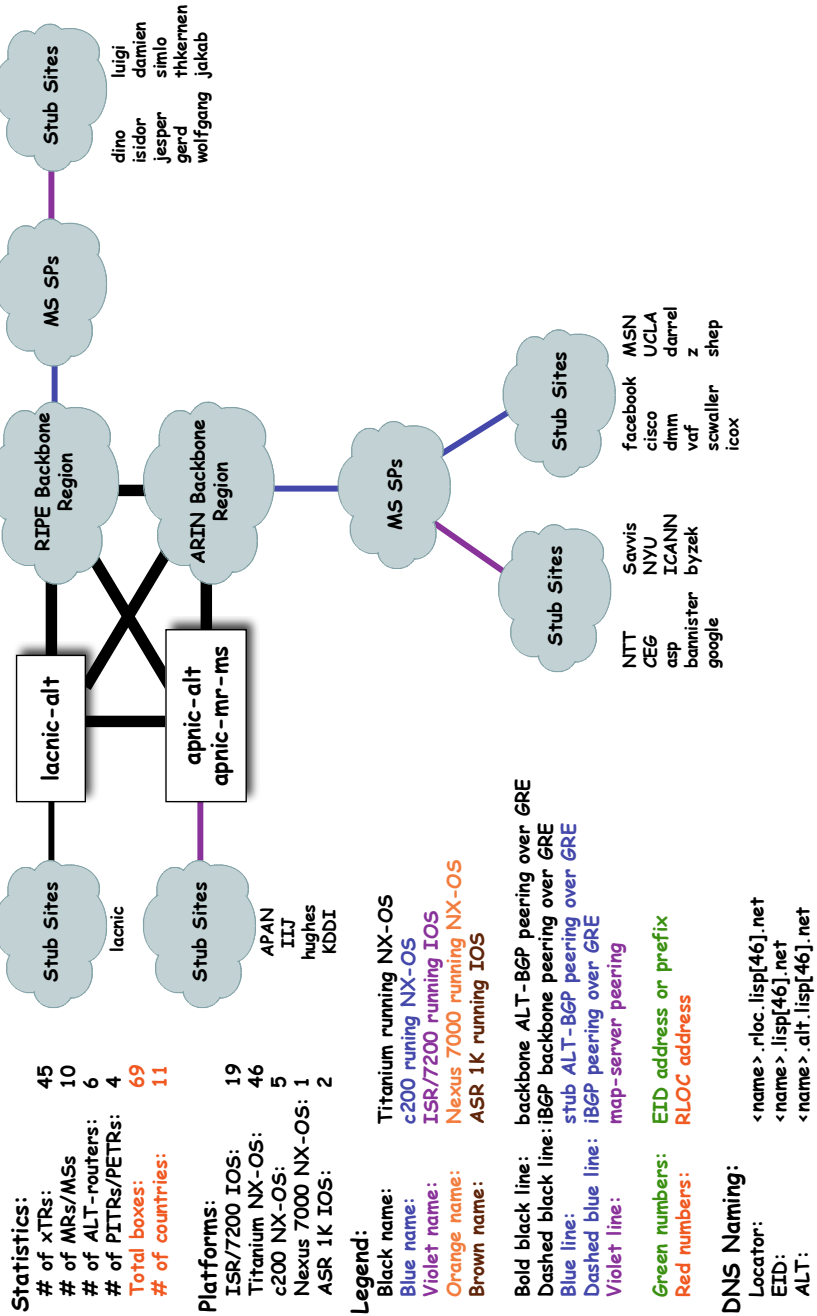 Statistics:
# of xTRs: 45
# of MRs/MSs 10
# of ALT-routers: 6
# of PITRs/PETRs: 4
Total boxes: 69
# of countries: 11
Platforms:
ISR/7200 IOS: 19
Titanium NX-OS: 46
c200 NX-OS: 5
Nexus 7000 NX-OS: 1
ASR 1K IOS: 2
Legend:
Black name: Titanium running NX-OS
Blue name: c200 runing NX-OS
Violet name: ISR/7200 running IOS
Orange name: Nexus 7000 running NX-OS
Brown name: ASR 1K running IOS
Bold black line: backbone ALT-BGP peering over GRE
Dashed black line: iBGP backbone peering over GRE
Blue line: stub ALT-BGP peering over GRE
Dashed blue line: iBGP peering over GRE
Violet line: map-server peering
Green numbers: EID address or prefix
Red numbers: RLOC address
DNS Naming:
Locator: <name>.rloc.lisp[46].net
EID: <name>.lisp[46].net
ALT: <name>.alt.lisp[46].net
Stub Sites
lacnic
Stub Sites
APAN
IIJ
hughes
KDDI
lacnic-alt
apnic-alt
apnic-mr-ms
RIPE Backbone
Region
ARIN Backbone
Region
MS SPs
Stub Sites
dino luigi
isidor damien
jesper simlo
gerd thkernen
wolfgang jakab
MS SPs
Stub Sites
NTT Savvis
CEG NYU
asp ICANN
bannister byzek
google
Stub Sites
facebook MSN
cisco UCLA
dmm darrel
vaf z
scwaller shep
icox